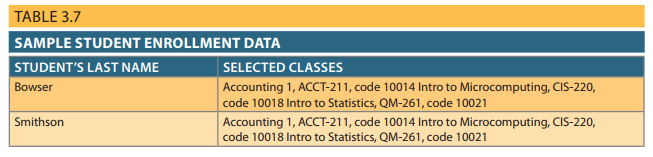 TABLE 3.7
SAMPLE STUDENT ENROLLMENT DATA
STUDENT'S LAST NAME SELECTED CLASSES
Bowser Accounting 1, ACCT-211, code 10014 Intro to Microcomputing, CIS-220,
code 10018 Intro to Statistics, QM-261, code 10021
Smithson Accounting 1, ACCT-211, code 10014 Intro to Microcomputing, CIS-220,
code 10018 Intro to Statistics, QM-261, code 10021